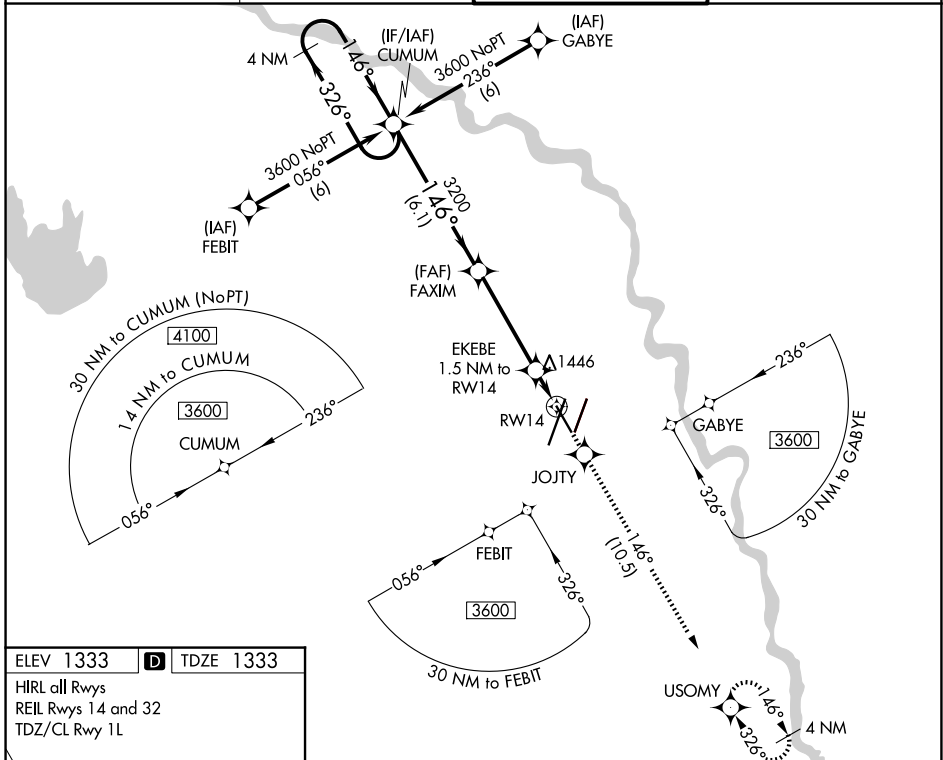 (IF/IAF)
CUMUM
(IAF)
GABYE
4 NM
146°
326°
3600 NoPT
236°
(6)
3600 NoPT
056°
(6)
(IAF)
FEBIT
3200
146°
(6.1)
(FAF)
FAXIM
30 NM to CUMUM (NoPT)
4100
14 NM to CUMUM
3600
CUMUM
236°
056°
EKEBE
1.5 NM to
RW14
1446
RW14
JOJTY
236°
GABYE
3600
326°
30 NM to GABYE
056°
FEBIT
326°
3600
30 NM to FEBIT
146°
(10.5)
USOMY
146°
326°
4 NM
ELEV 1333 D TDZE 1333
HIRL all Rwys
REIL Rwys 14 and 32
TDZ/CL Rwy 1L